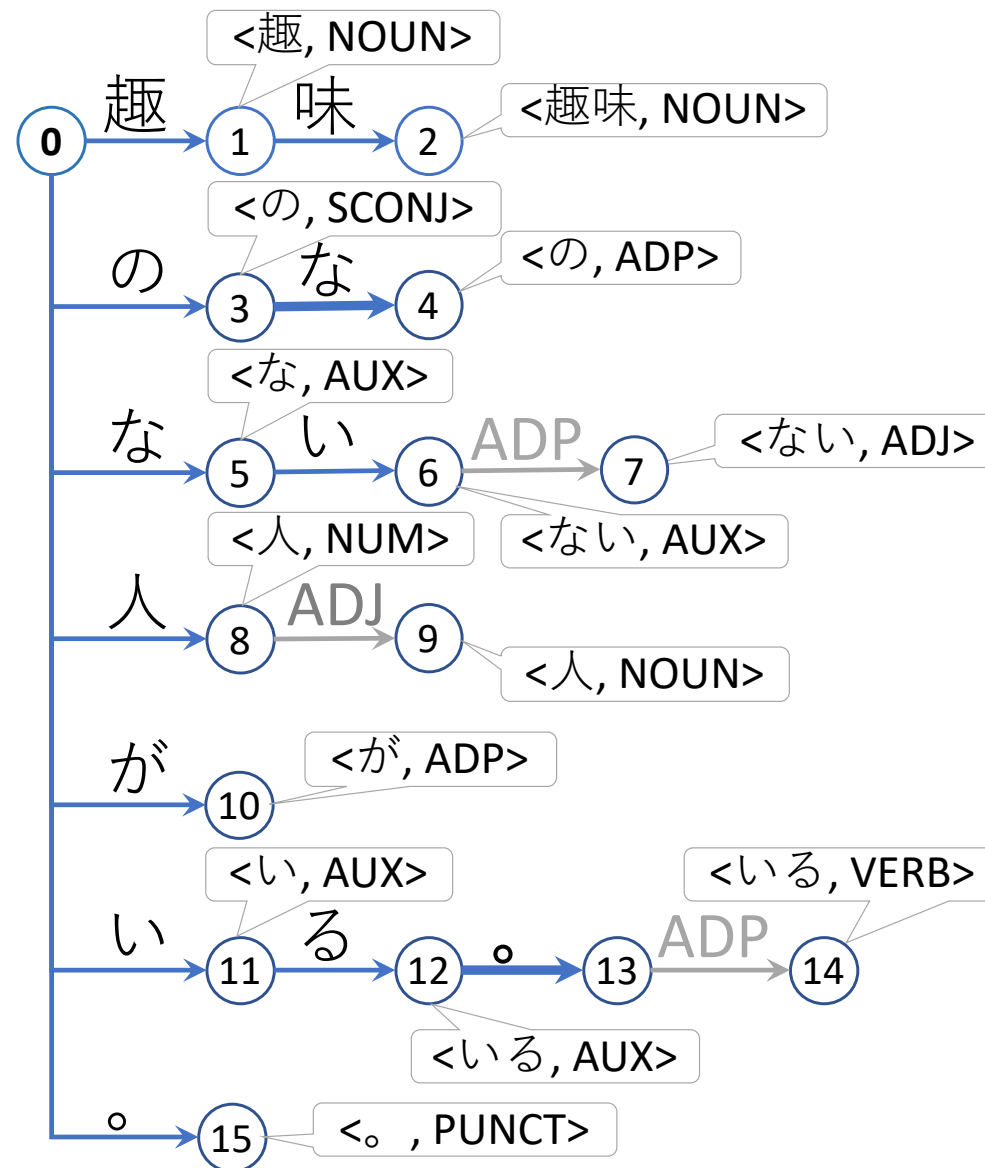 <趣, NOUN>
趣 味
0 1 2 <趣味, NOUN>
<の, SCONJ>
の な <の, ADP>
3 4
<な, AUX>
な い ADP <ない, ADJ>
5 6 7
<ない, AUX>
<人, NUM>
人 ADJ
8 9
<人, NOUN>
が <が, ADP>
10
<い, AUX> <いる, VERB>
い る 。 ADP
11 12 13 14
<いる, AUX>
。 15 <。, PUNCT>